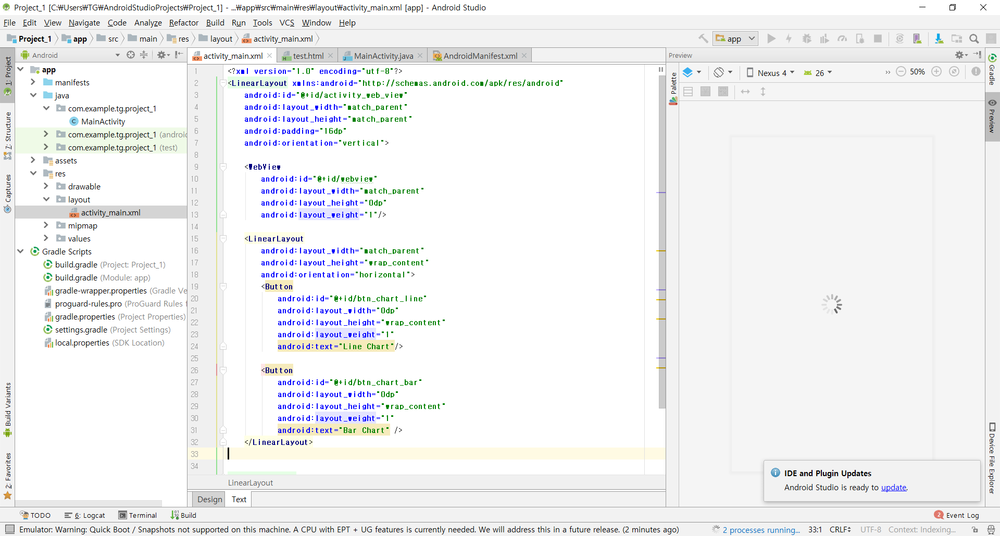 Project_1 [C:\Users\TG\AndroidStudioProjects\Project_1] - ...\app\src\main\res\layout\activity_main.xml [app] - Android Studio
File Edit View Navigate Code Analyze Refactor Build Run Tools VCS Window Help
Project_1 app src main res layout activity_main.xml app
Android
activity_main.xml test.html MainActivity.java AndroidManifest.xml
Preview
1: Project
7: Structure
Captures
Build Variants
2: Favorites
app
manifests
java
com.example.tg.project_1
MainActivity
com.example.tg.project_1 (androi
com.example.tg.project_1 (test)
assets
res
drawable
layout
activity_main.xml
mipmap
values
Gradle Scripts
build.gradle (Project: Project_1)
build.gradle (Module: app)
gradle-wrapper.properties (Gradle Ve
proguard-rules.pro (ProGuard Rules f
gradle.properties (Project Properties)
settings.gradle (Project Settings)
local.properties (SDK Location)
1 <?xml version="1.0" encoding="utf-8"?>
2 <LinearLayout xmlns:android="http://schemas.android.com/apk/res/android"
3 android:id="@+id/activity_web_view"
4 android:layout_width="match_parent"
5 android:layout_height="match_parent"
6 android:padding="16dp"
7 android:orientation="vertical">
8
9 <WebView
10 android:id="@+id/webview"
11 android:layout_width="match_parent"
12 android:layout_height="0dp"
13 android:layout_weight="1"/>
14
15 <LinearLayout
16 android:layout_width="match_parent"
17 android:layout_height="wrap_content"
18 android:orientation="horizontal">
19 <Button
20 android:id="@+id/btn_chart_line"
21 android:layout_width="0dp"
22 android:layout_height="wrap_content"
23 android:layout_weight="1"
24 android:text="Line Chart"/>
25
26 <Button
27 android:id="@+id/btn_chart_bar"
28 android:layout_width="0dp"
29 android:layout_height="wrap_content"
30 android:layout_weight="1"
31 android:text="Bar Chart" />
32 </LinearLayout>
33
34
LinearLayout
Design Text
Palette
Nexus 4 26 >> 50%
Gradle
Preview
Device File Explorer
IDE and Plugin Updates
Android Studio is ready to update.
TODO 6: Logcat Terminal Build 2 Event Log
Emulator: Warning: Quick Boot / Snapshots not supported on this machine. A CPU with EPT + UG features is currently needed. We will address this in a future release. (2 minutes ago) 2 processes running... 33:1 CRLF UTF-8 Context: Indexing...